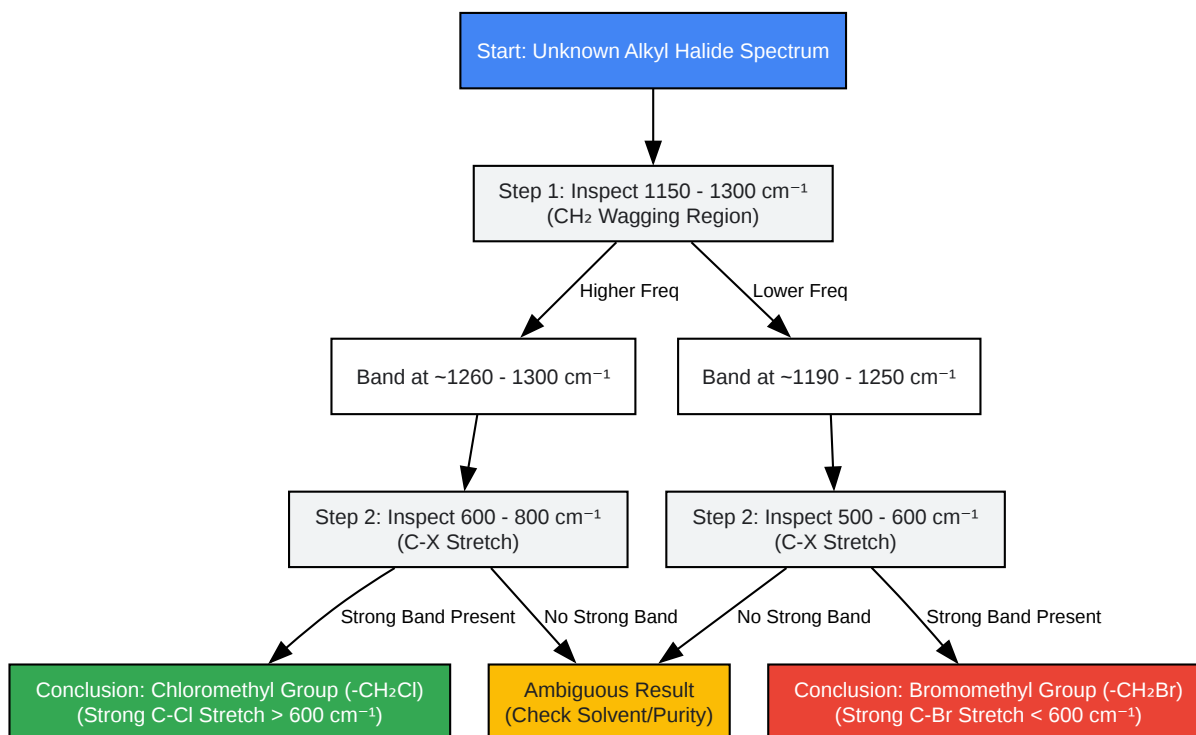 Start: Unknown Alkyl Halide Spectrum
Step 1: Inspect 1150 - 1300 cm⁻¹
(CH₂ Wagging Region)
Higher Freq
Lower Freq
Band at ~1260 - 1300 cm⁻¹
Band at ~1190 - 1250 cm⁻¹
Step 2: Inspect 600 - 800 cm⁻¹
(C-X Stretch)
Step 2: Inspect 500 - 600 cm⁻¹
(C-X Stretch)
Strong Band Present
No Strong Band
No Strong Band
Strong Band Present
Conclusion: Chloromethyl Group (-CH₂Cl)
(Strong C-Cl Stretch > 600 cm⁻¹)
Ambiguous Result
(Check Solvent/Purity)
Conclusion: Bromomethyl Group (-CH₂Br)
(Strong C-Br Stretch < 600 cm⁻¹)